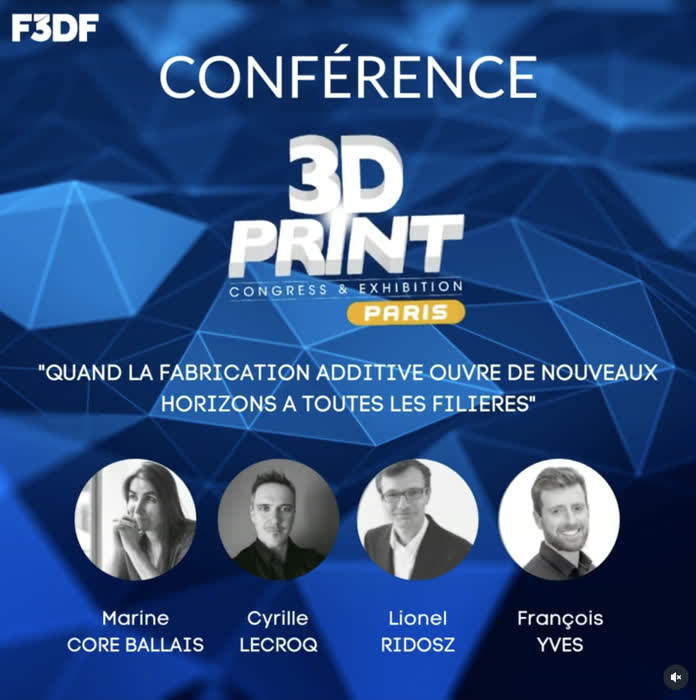 F3DF
CONFÉRENCE
3D
PRINT
CONGRESS & EXHIBITION
PARIS
"QUAND LA FABRICATION ADDITIVE OUVRE DE NOUVEAUX
HORIZONS A TOUTES LES FILIERES"
Marine Cyrille Lionel François
CORE BALLAIS LECROQ RIDOSZ YVES